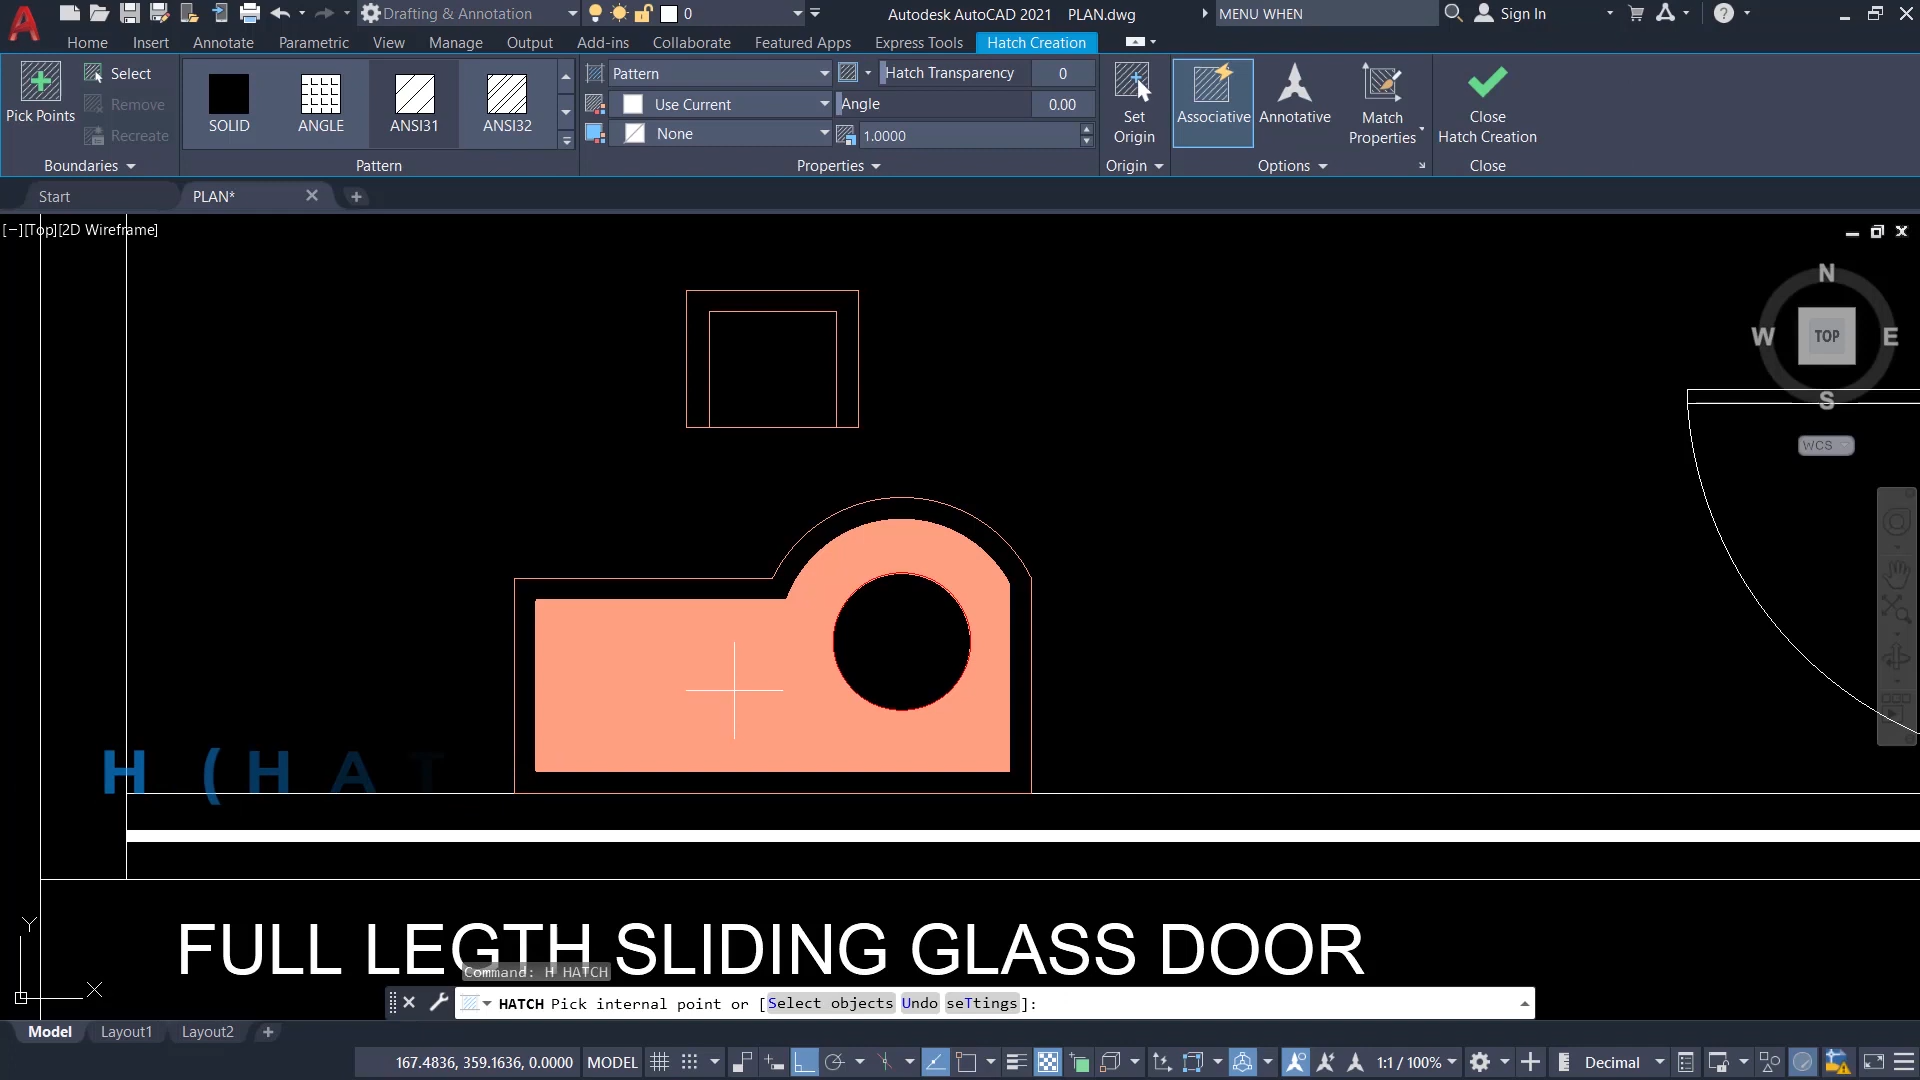 Drafting & Annotation
0
Autodesk AutoCAD 2021 PLAN.dwg
MENU WHEN
Sign In
Home Insert Annotate Parametric View Manage Output Add-ins Collaborate Featured Apps Express Tools Hatch Creation
Pick Points
Select
Remove
Recreate
Boundaries
SOLID
ANGLE
ANSI31
ANSI32
Pattern
Pattern
Use Current
None
Hatch Transparency 0
Angle 0.00
1.0000
Properties
Set
Origin
Origin
Associative
Annotative
Match
Properties
Options
Close
Hatch Creation
Close
Start
PLAN*
[−][Top][2D Wireframe]
N
W
TOP
E
S
WCS
H (HAT
FULL LEGTH SLIDING GLASS DOOR
Y
X
Command: H HATCH
HATCH Pick internal point or [Select objects Undo seTtings]:
Model Layout1 Layout2
167.4836, 359.1636, 0.0000 MODEL
1:1 / 100%
Decimal